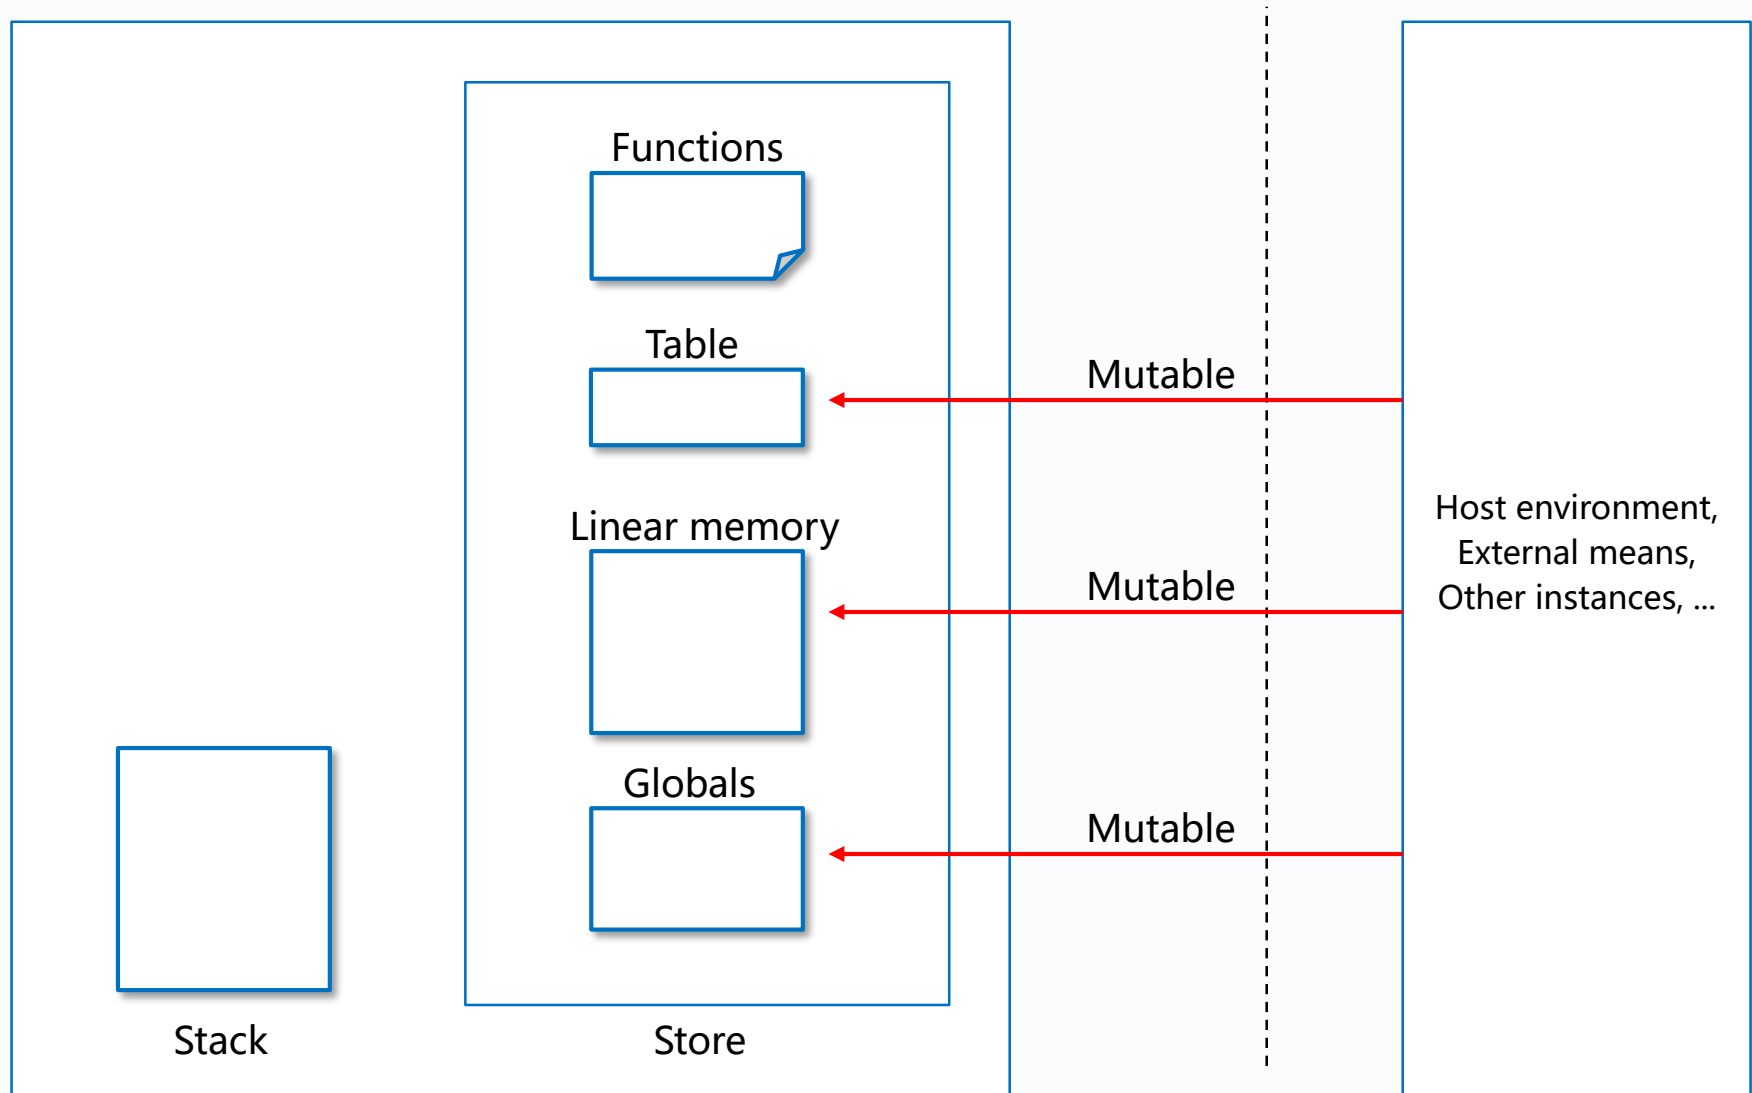 Functions
Table
Mutable
Linear memory
Mutable
Globals
Mutable
Stack
Store
Host environment,
External means,
Other instances, ...